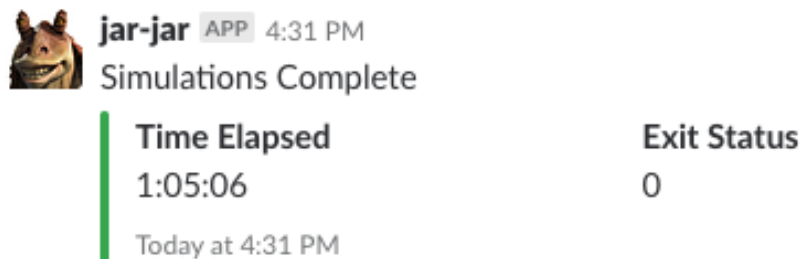 jar-jar APP 4:31 PM
Simulations Complete
Time Elapsed Exit Status
1:05:06 0
Today at 4:31 PM